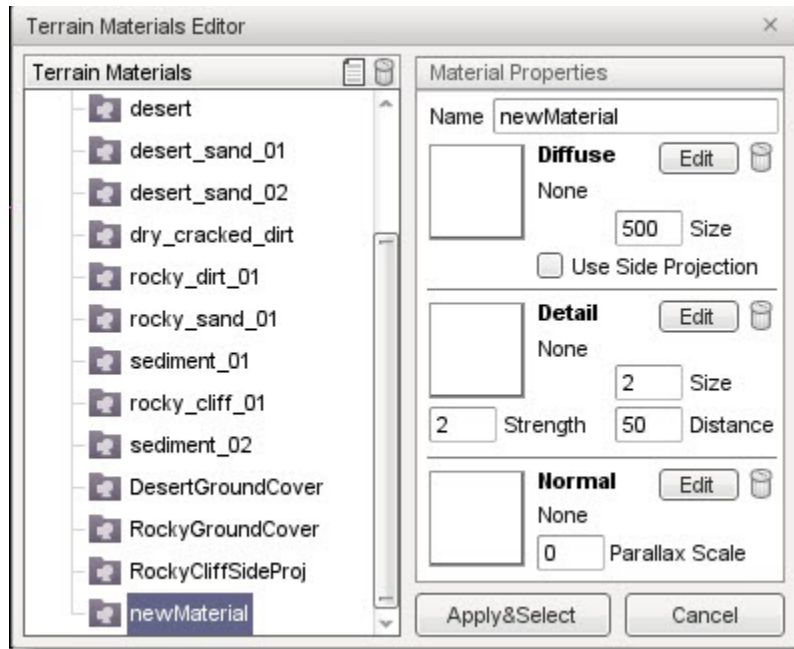 Terrain Materials Editor
Terrain Materials
desert
desert_sand_01
desert_sand_02
dry_cracked_dirt
rocky_dirt_01
rocky_sand_01
sediment_01
rocky_cliff_01
sediment_02
DesertGroundCover
RockyGroundCover
RockyCliffSideProj
newMaterial
Material Properties
Name newMaterial
Diffuse Edit
None
500 Size
Use Side Projection
Detail Edit
None
2 Size
2 Strength 50 Distance
Normal Edit
None
0 Parallax Scale
Apply&Select Cancel